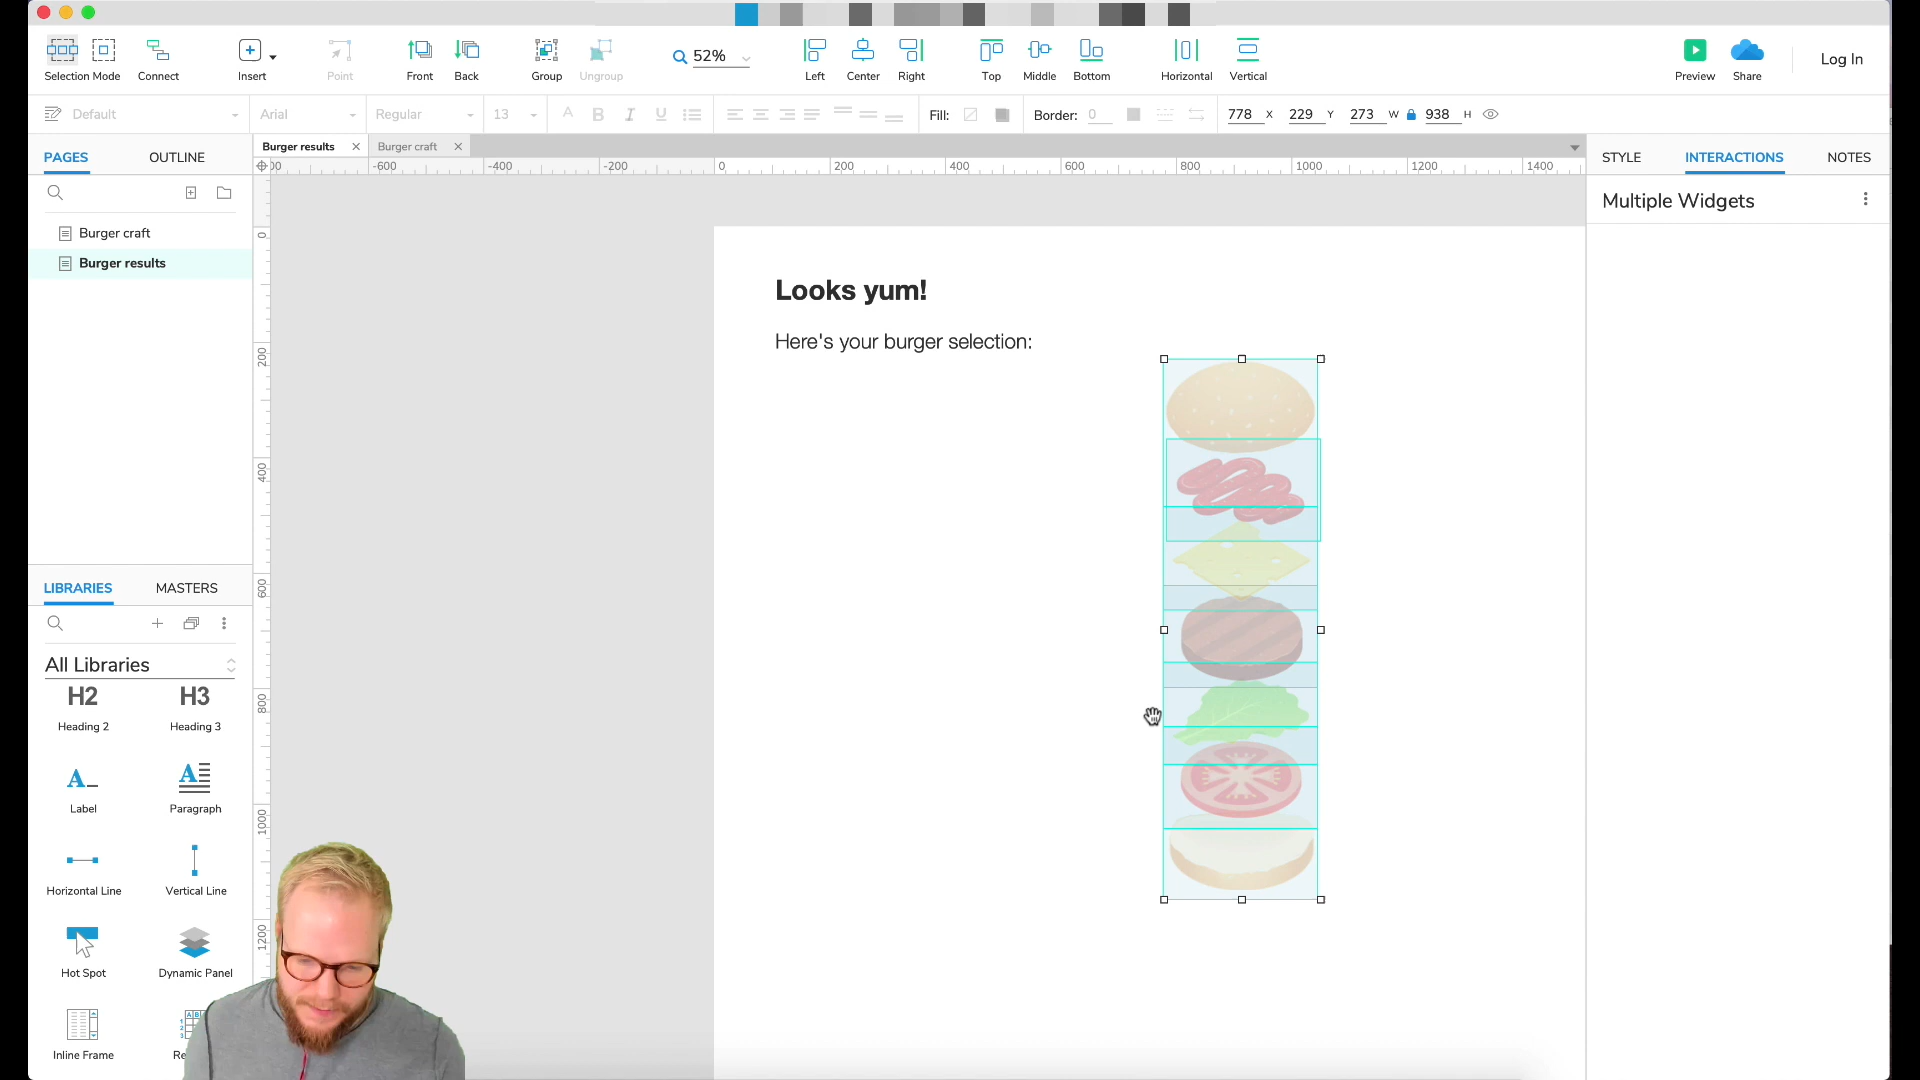 Selection Mode
Connect
Insert
Point
Front
Back
Group
Ungroup
52%
Left
Center
Right
Top
Middle
Bottom
Horizontal
Vertical
Preview
Share
Log In
Default
Arial
Regular
13
Fill:
Border:
0
778 X
229 Y
273 W
938 H
PAGES
OUTLINE
Burger craft
Burger results
Burger results
Burger craft
00
-600
-400
-200
0
200
400
600
800
1000
1200
1400
0
200
400
600
800
1000
1200
STYLE
INTERACTIONS
NOTES
Multiple Widgets
Looks yum!
Here's your burger selection:
LIBRARIES
MASTERS
All Libraries
H2
Heading 2
H3
Heading 3
A_
Label
A
Paragraph
Horizontal Line
Vertical Line
Hot Spot
Dynamic Panel
Inline Frame